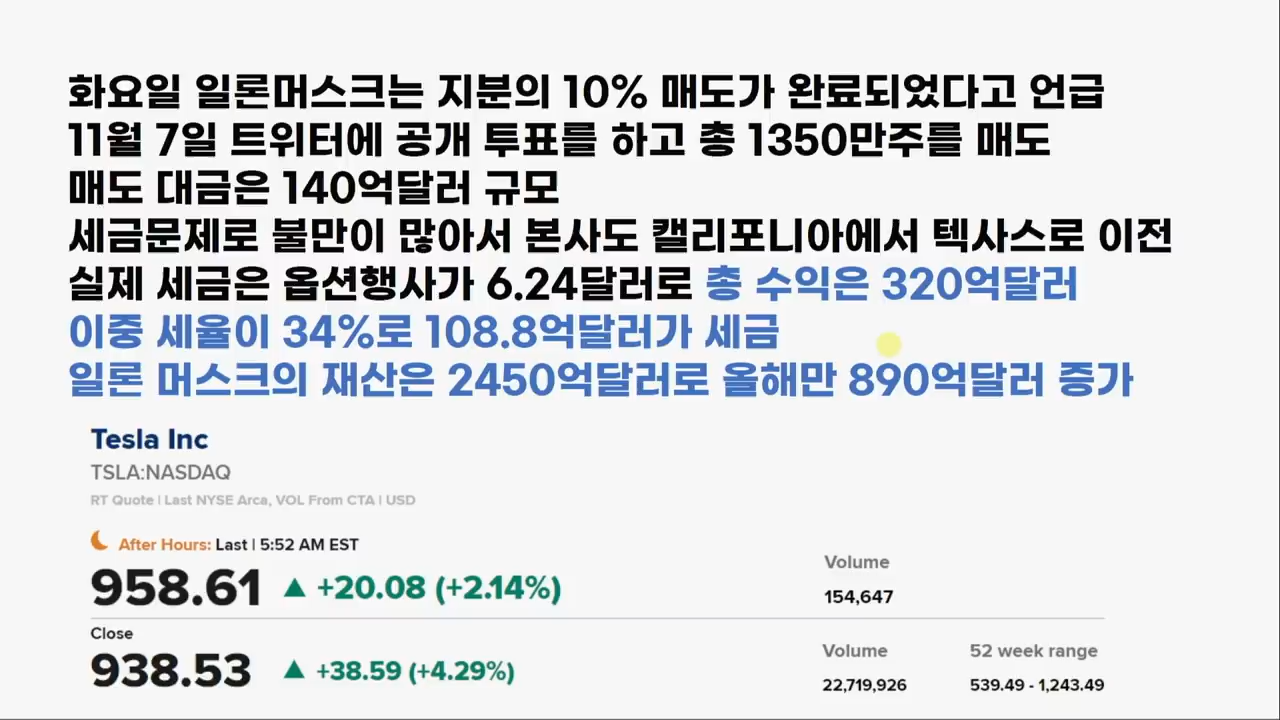 화요일 일론머스크는 지분의 10% 매도가 완료되었다고 언급
11월 7일 트위터에 공개 투표를 하고 총 1350만주를 매도
매도 대금은 140억달러 규모
세금문제로 불만이 많아서 본사도 캘리포니아에서 텍사스로 이전
실제 세금은 옵션행사가 6.24달러로 총 수익은 320억달러
이중 세율이 34%로 108.8억달러가 세금
일론 머스크의 재산은 2450억달러로 올해만 890억달러 증가
Tesla Inc
TSLA:NASDAQ
RT Quote | Last NYSE Arca, VOL From CTA | USD
After Hours: Last | 5:52 AM EST
958.61 ▲ +20.08 (+2.14%)
Volume
154,647
Close
938.53 ▲ +38.59 (+4.29%)
Volume 52 week range
22,719,926 539.49 - 1,243.49